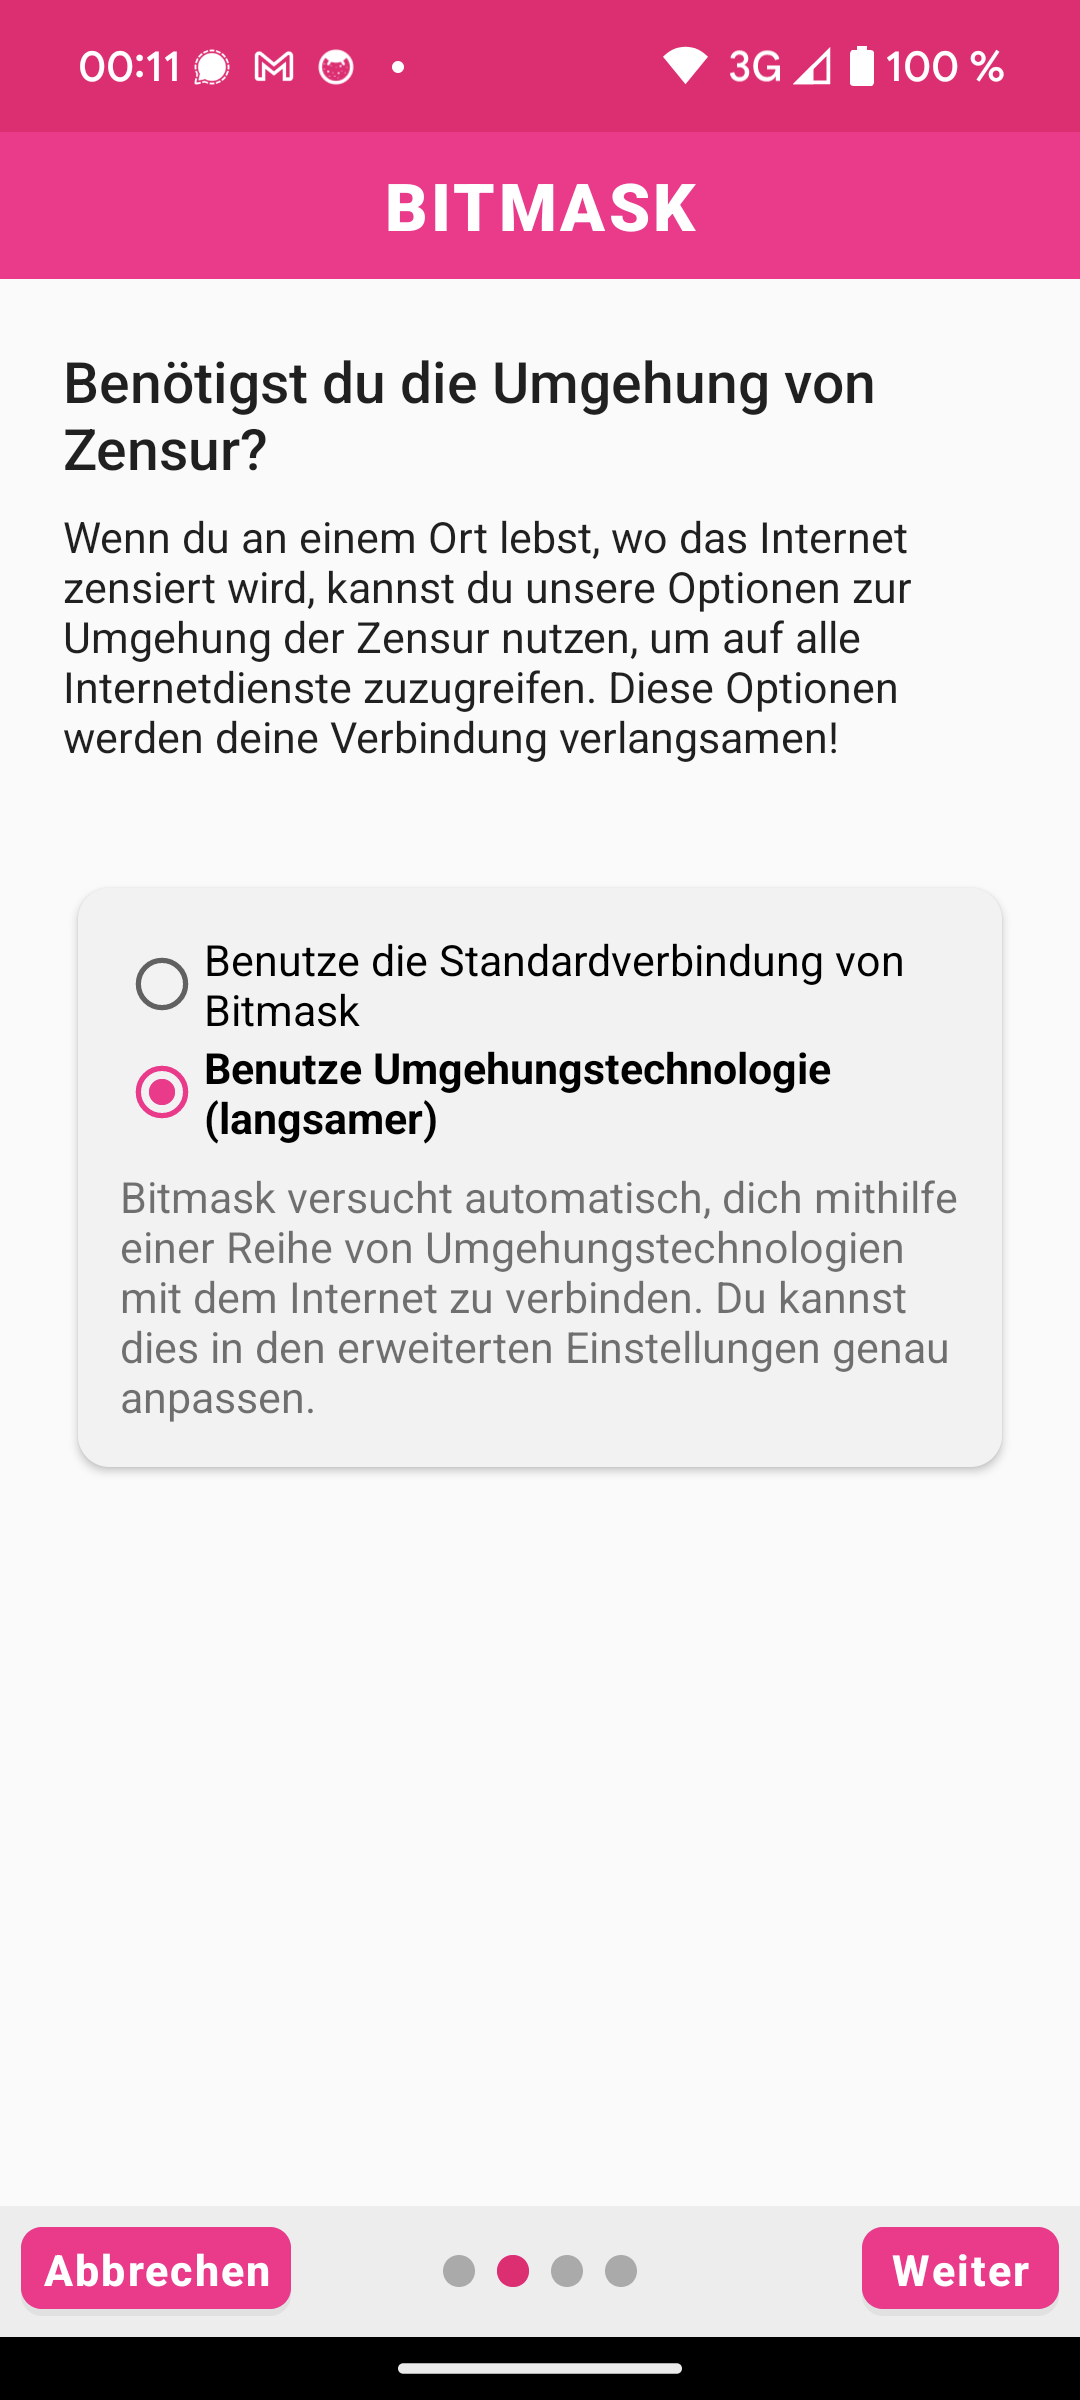 00:11
3G 100 %
BITMASK
Benötigst du die Umgehung von
Zensur?
Wenn du an einem Ort lebst, wo das Internet
zensiert wird, kannst du unsere Optionen zur
Umgehung der Zensur nutzen, um auf alle
Internetdienste zuzugreifen. Diese Optionen
werden deine Verbindung verlangsamen!
Benutze die Standardverbindung von
Bitmask
Benutze Umgehungstechnologie
(langsamer)
Bitmask versucht automatisch, dich mithilfe
einer Reihe von Umgehungstechnologien
mit dem Internet zu verbinden. Du kannst
dies in den erweiterten Einstellungen genau
anpassen.
Abbrechen
Weiter